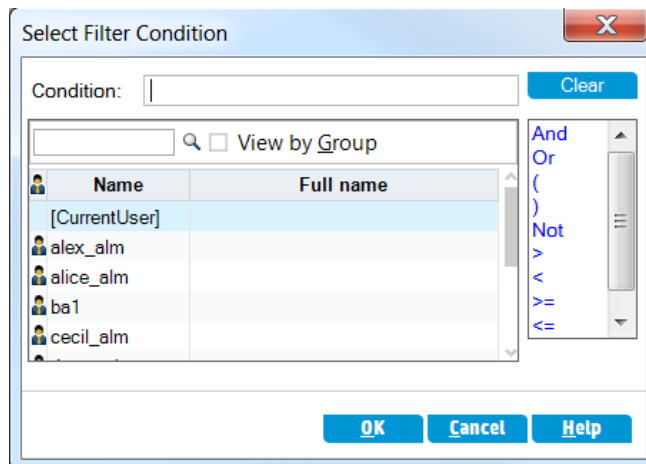 Select Filter Condition
X
Condition:
Clear
View by Group
Name Full name
[CurrentUser]
alex_alm
alice_alm
ba1
cecil_alm
And
Or
(
)
Not
>
<
>=
<=
OK Cancel Help